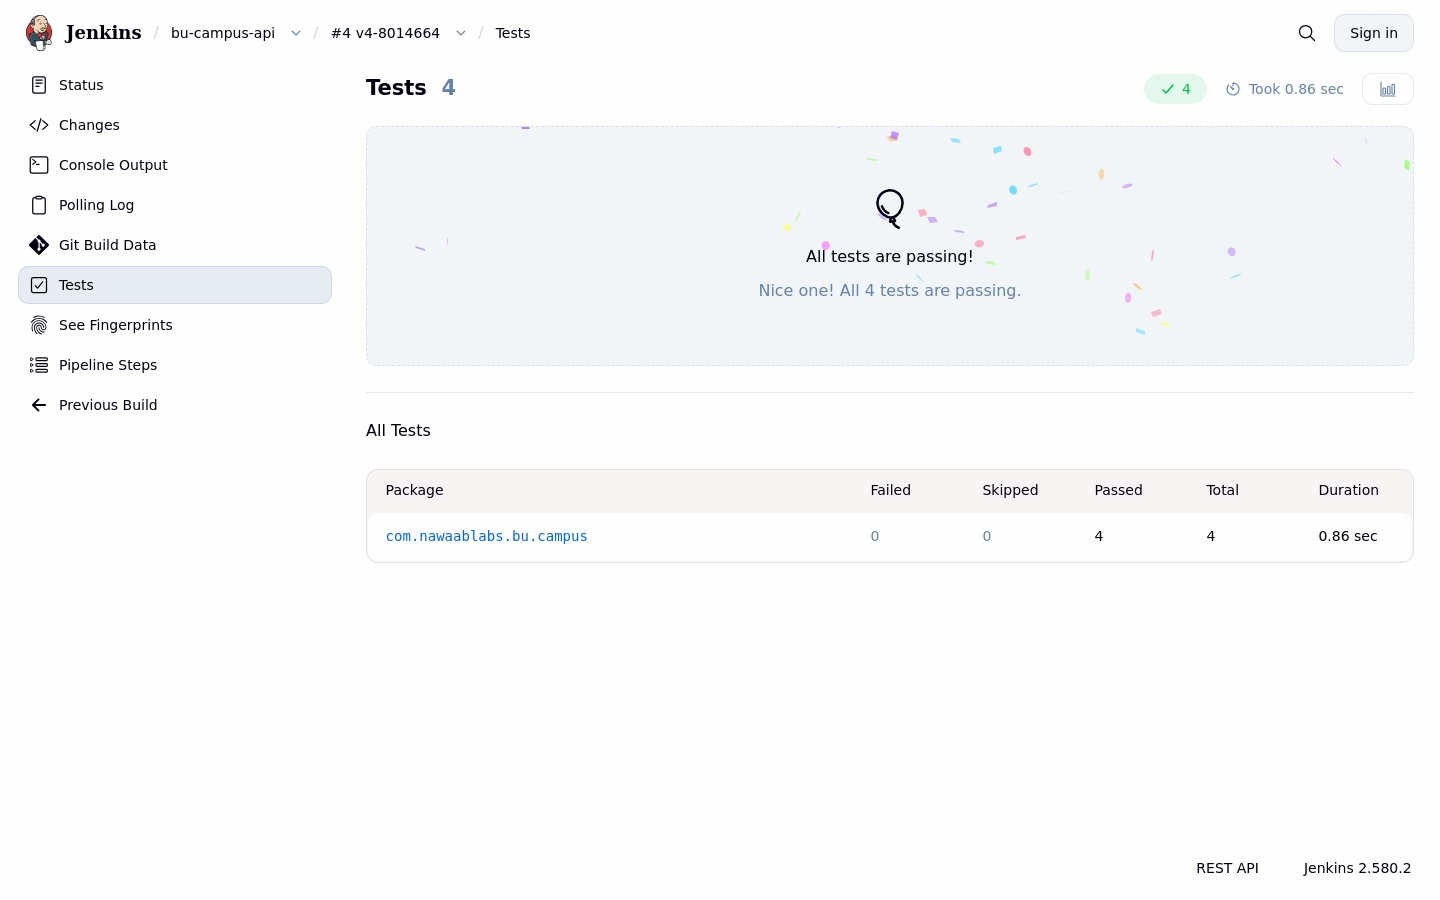 Jenkins / bu-campus-api / #4 v4-8014664 / Tests
Sign in
Status
Changes
Console Output
Polling Log
Git Build Data
Tests
See Fingerprints
Pipeline Steps
Previous Build
Tests 4
4
Took 0.86 sec
All tests are passing!
Nice one! All 4 tests are passing.
All Tests
Package Failed Skipped Passed Total Duration
com.nawaablabs.bu.campus 0 0 4 4 0.86 sec
REST API Jenkins 2.580.2